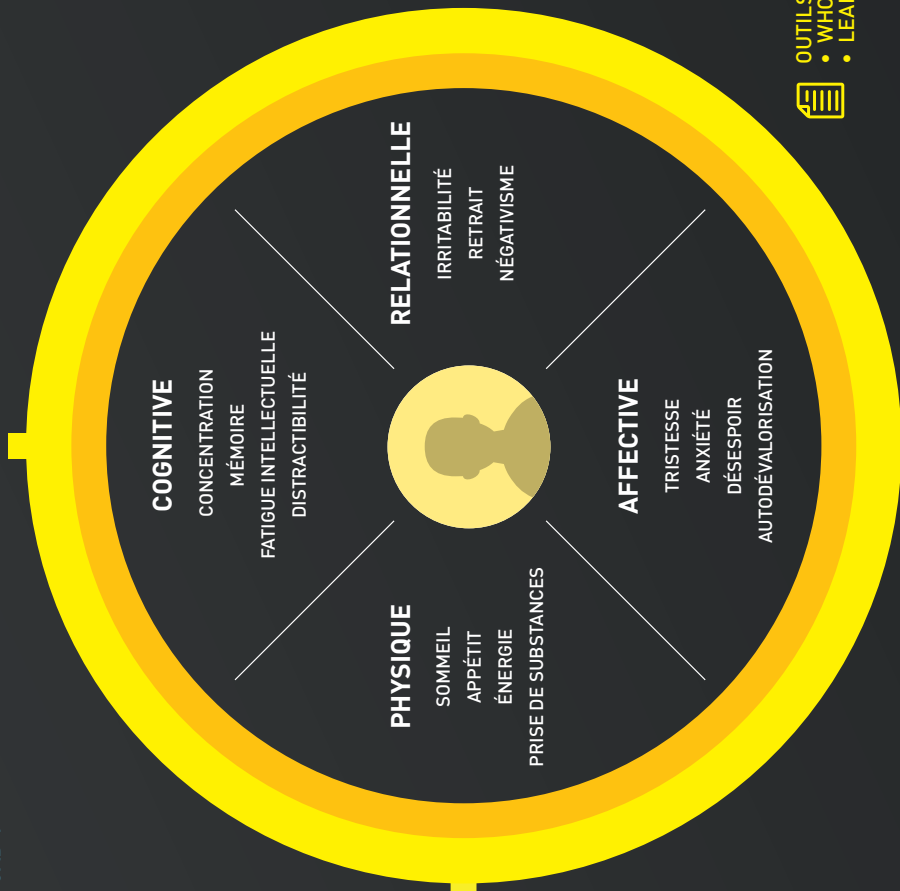 COGNITIVE
CONCENTRATION
MÉMOIRE
FATIGUE INTELLECTUELLE
DISTRACTIBILITÉ
PHYSIQUE
SOMMEIL
APPÉTIT
ÉNERGIE
PRISE DE SUBSTANCES
RELATIONNELLE
IRRITABILITÉ
RETRAIT
NÉGATIVISME
AFFECTIVE
TRISTESSE
ANXIÉTÉ
DÉSESPOIR
AUTODÉVALORISATION
OUTILS